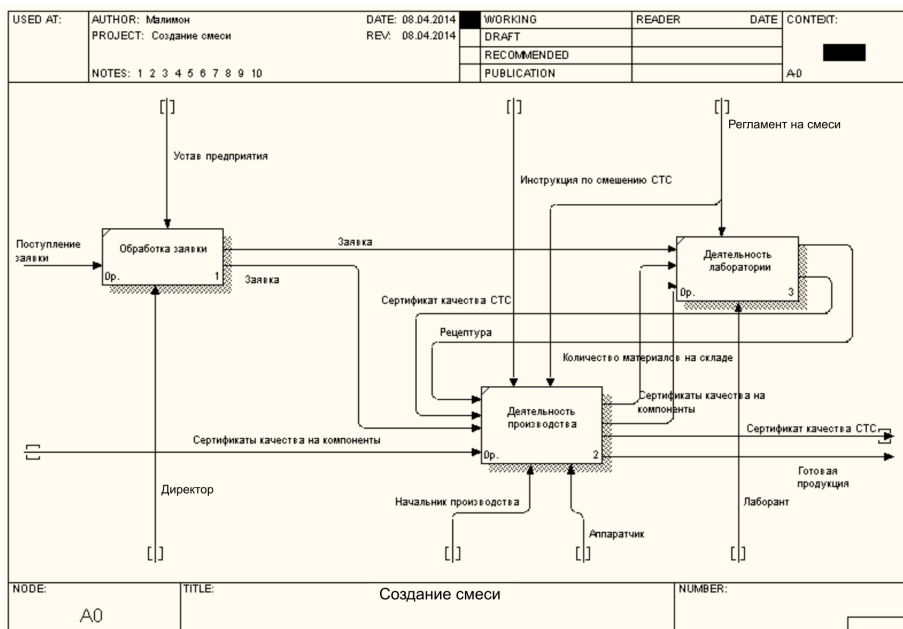 USED AT:
AUTHOR: Малимон
DATE: 08.04.2014
WORKING
READER
DATE
CONTEXT:
PROJECT: Создание смеси
REV: 08.04.2014
DRAFT
RECOMMENDED
NOTES: 1 2 3 4 5 6 7 8 9 10
PUBLICATION
A-0
Регламент на смеси
Устав предприятия
Инструкция по смешению СТС
Поступление
заявки
Обработка заявки
0р.
1
Заявка
Заявка
Деятельность
лаборатории
0р.
3
Сертификат качества СТС
Рецептура
Количество материалов на складе
Сертификаты качества на
компоненты
Деятельность
производства
0р.
2
Сертификат качества СТС
Сертификаты качества на компоненты
Готовая
продукция
Директор
Начальник производства
Лаборант
Аппаратчик
NODE:
A0
TITLE:
Создание смеси
NUMBER: